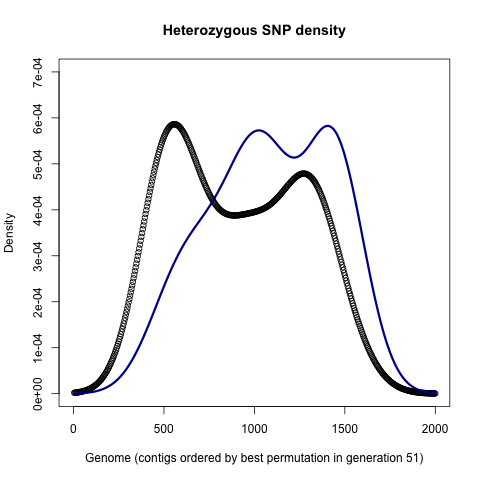 Heterozygous SNP density
7e-04
6e-04
5e-04
4e-04
3e-04
2e-04
1e-04
0e+00
Density
0 500 1000 1500 2000
Genome (contigs ordered by best permutation in generation 51)